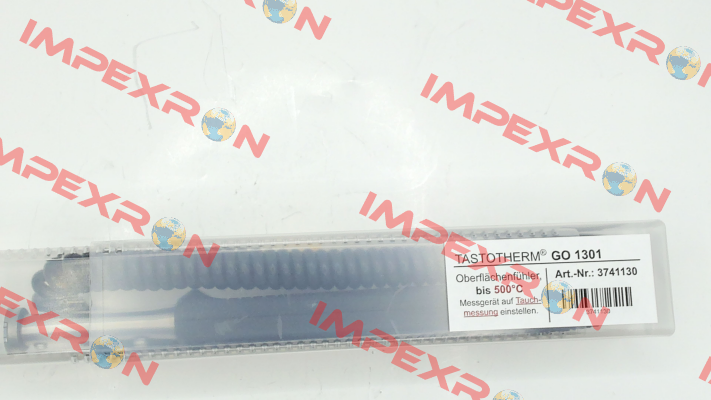 IMPEXRON
IMPEXRON
IMPEXRON
IMPEXRON
IMPEXRON
IMPEXRON
TASTOTHERM® GO 1301
Oberflächenfühler, Art.-Nr.: 3741130
bis 500°C
Messgerät auf Tauch-
messung einstellen.
3741130